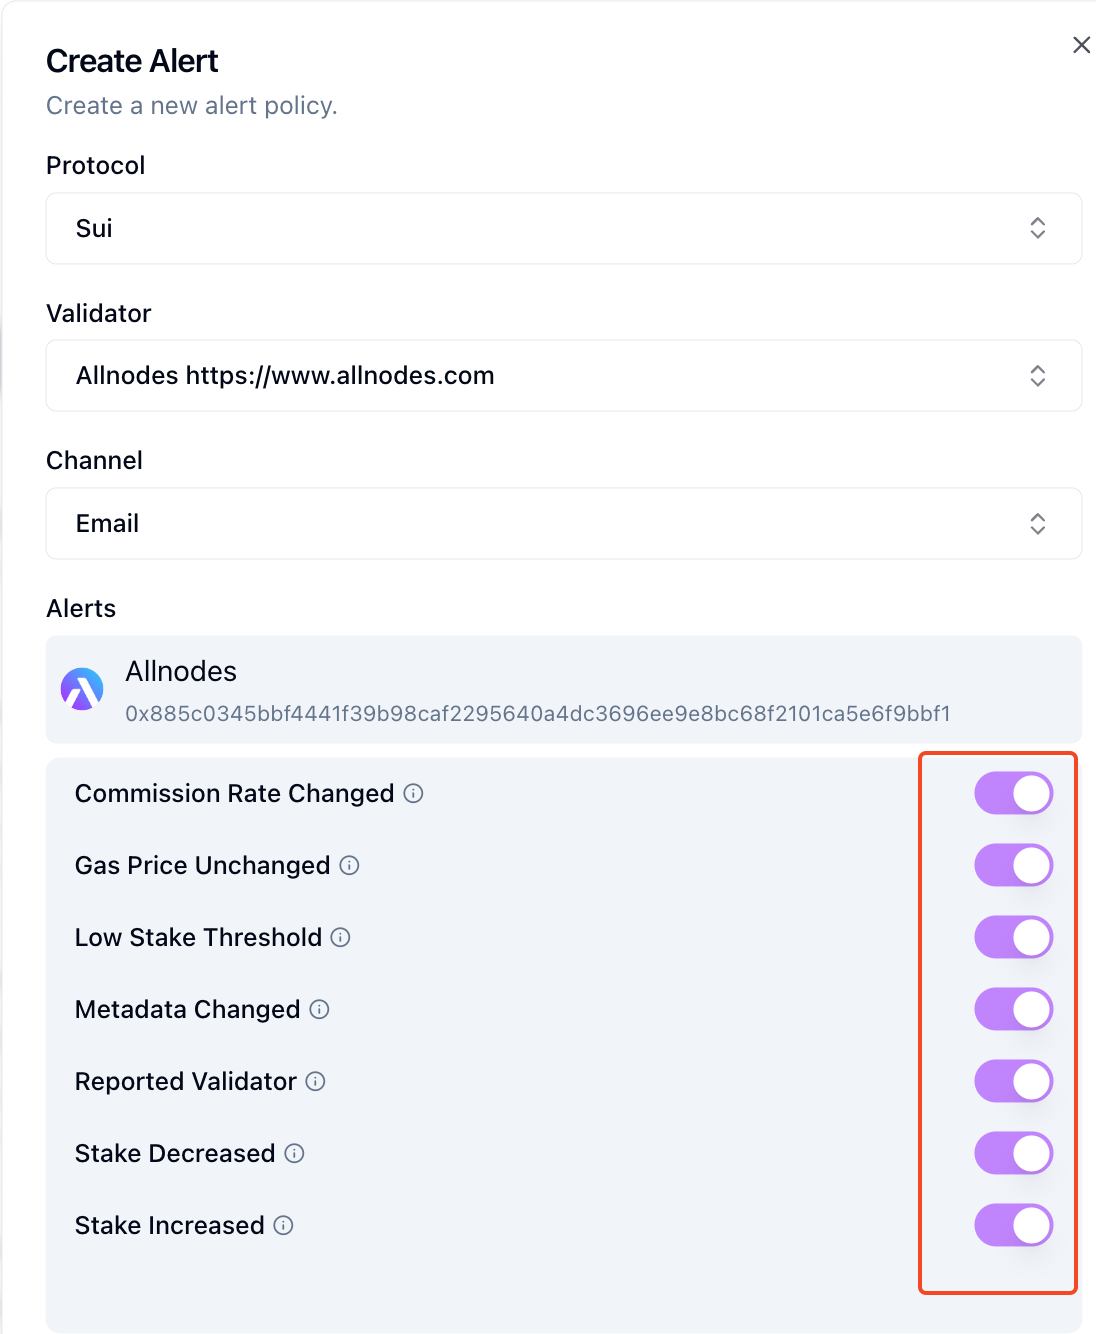 Create Alert
Create a new alert policy.
Protocol
Sui
Validator
Allnodes https://www.allnodes.com
Channel
Email
Alerts
Allnodes
0x885c0345bbf4441f39b98caf2295640a4dc3696ee9e8bc68f2101ca5e6f9bbf1
Commission Rate Changed
Gas Price Unchanged
Low Stake Threshold
Metadata Changed
Reported Validator
Stake Decreased
Stake Increased